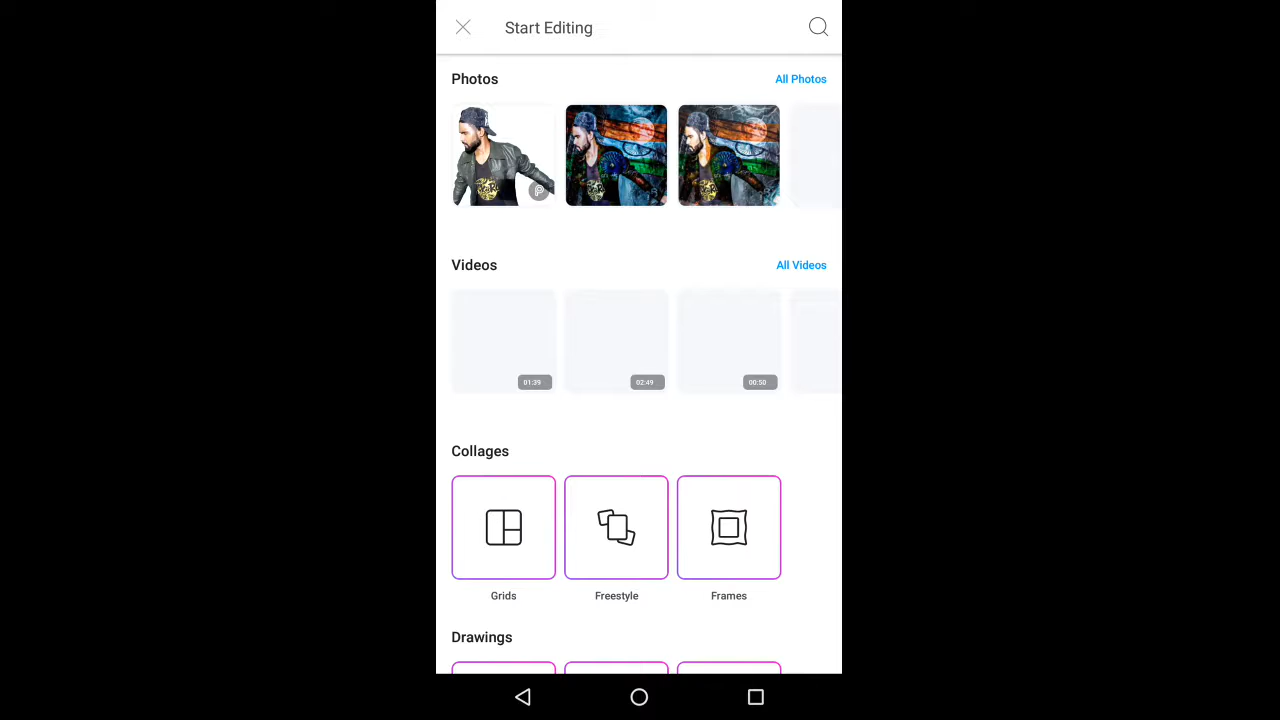 Start Editing
Photos
All Photos
Videos
All Videos
01:39
02:49
00:50
Collages
Grids
Freestyle
Frames
Drawings